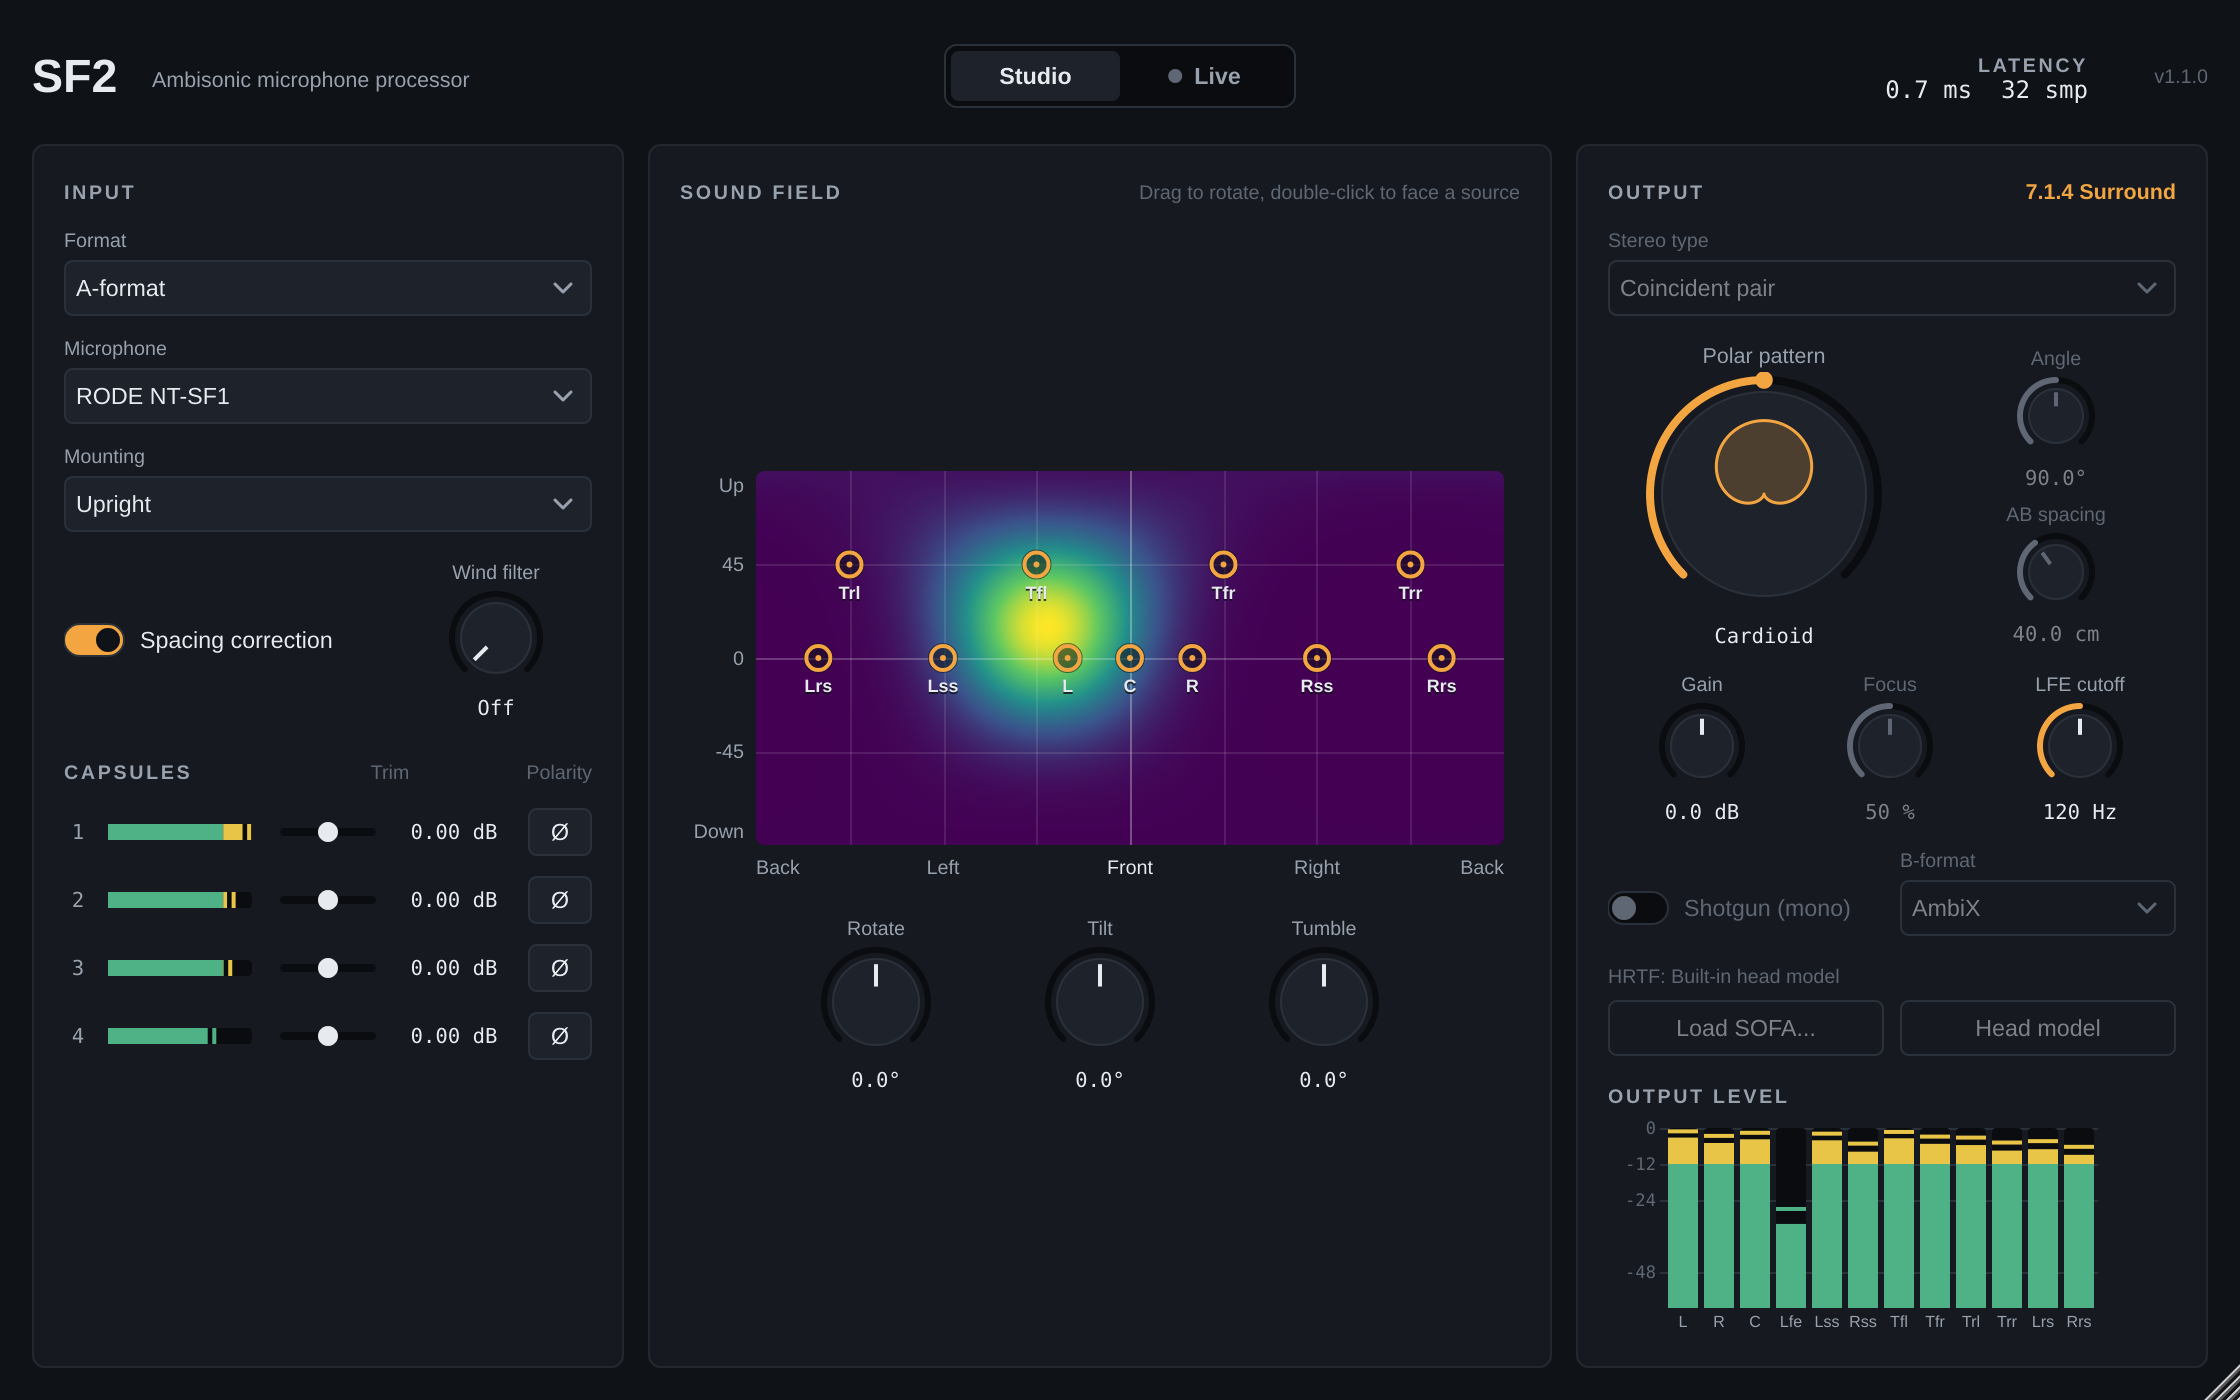 SF2 Ambisonic microphone processor
Studio Live
LATENCY
0.7 ms 32 smp
v1.1.0
INPUT
Format
A-format
Microphone
RODE NT-SF1
Mounting
Upright
Spacing correction
Wind filter
Off
CAPSULES Trim Polarity
1 0.00 dB Ø
2 0.00 dB Ø
3 0.00 dB Ø
4 0.00 dB Ø
SOUND FIELD Drag to rotate, double-click to face a source
Up
45
Trl Tfl Tfr Trr
0
Lrs Lss L C R Rss Rrs
-45
Down
Back Left Front Right Back
Rotate Tilt Tumble
0.0° 0.0° 0.0°
OUTPUT 7.1.4 Surround
Stereo type
Coincident pair
Polar pattern
Cardioid
Angle
90.0°
AB spacing
40.0 cm
Gain Focus LFE cutoff
0.0 dB 50 % 120 Hz
Shotgun (mono)
B-format
AmbiX
HRTF: Built-in head model
Load SOFA... Head model
OUTPUT LEVEL
0
-12
-24
-48
L R C Lfe Lss Rss Tfl Tfr Trl Trr Lrs Rrs